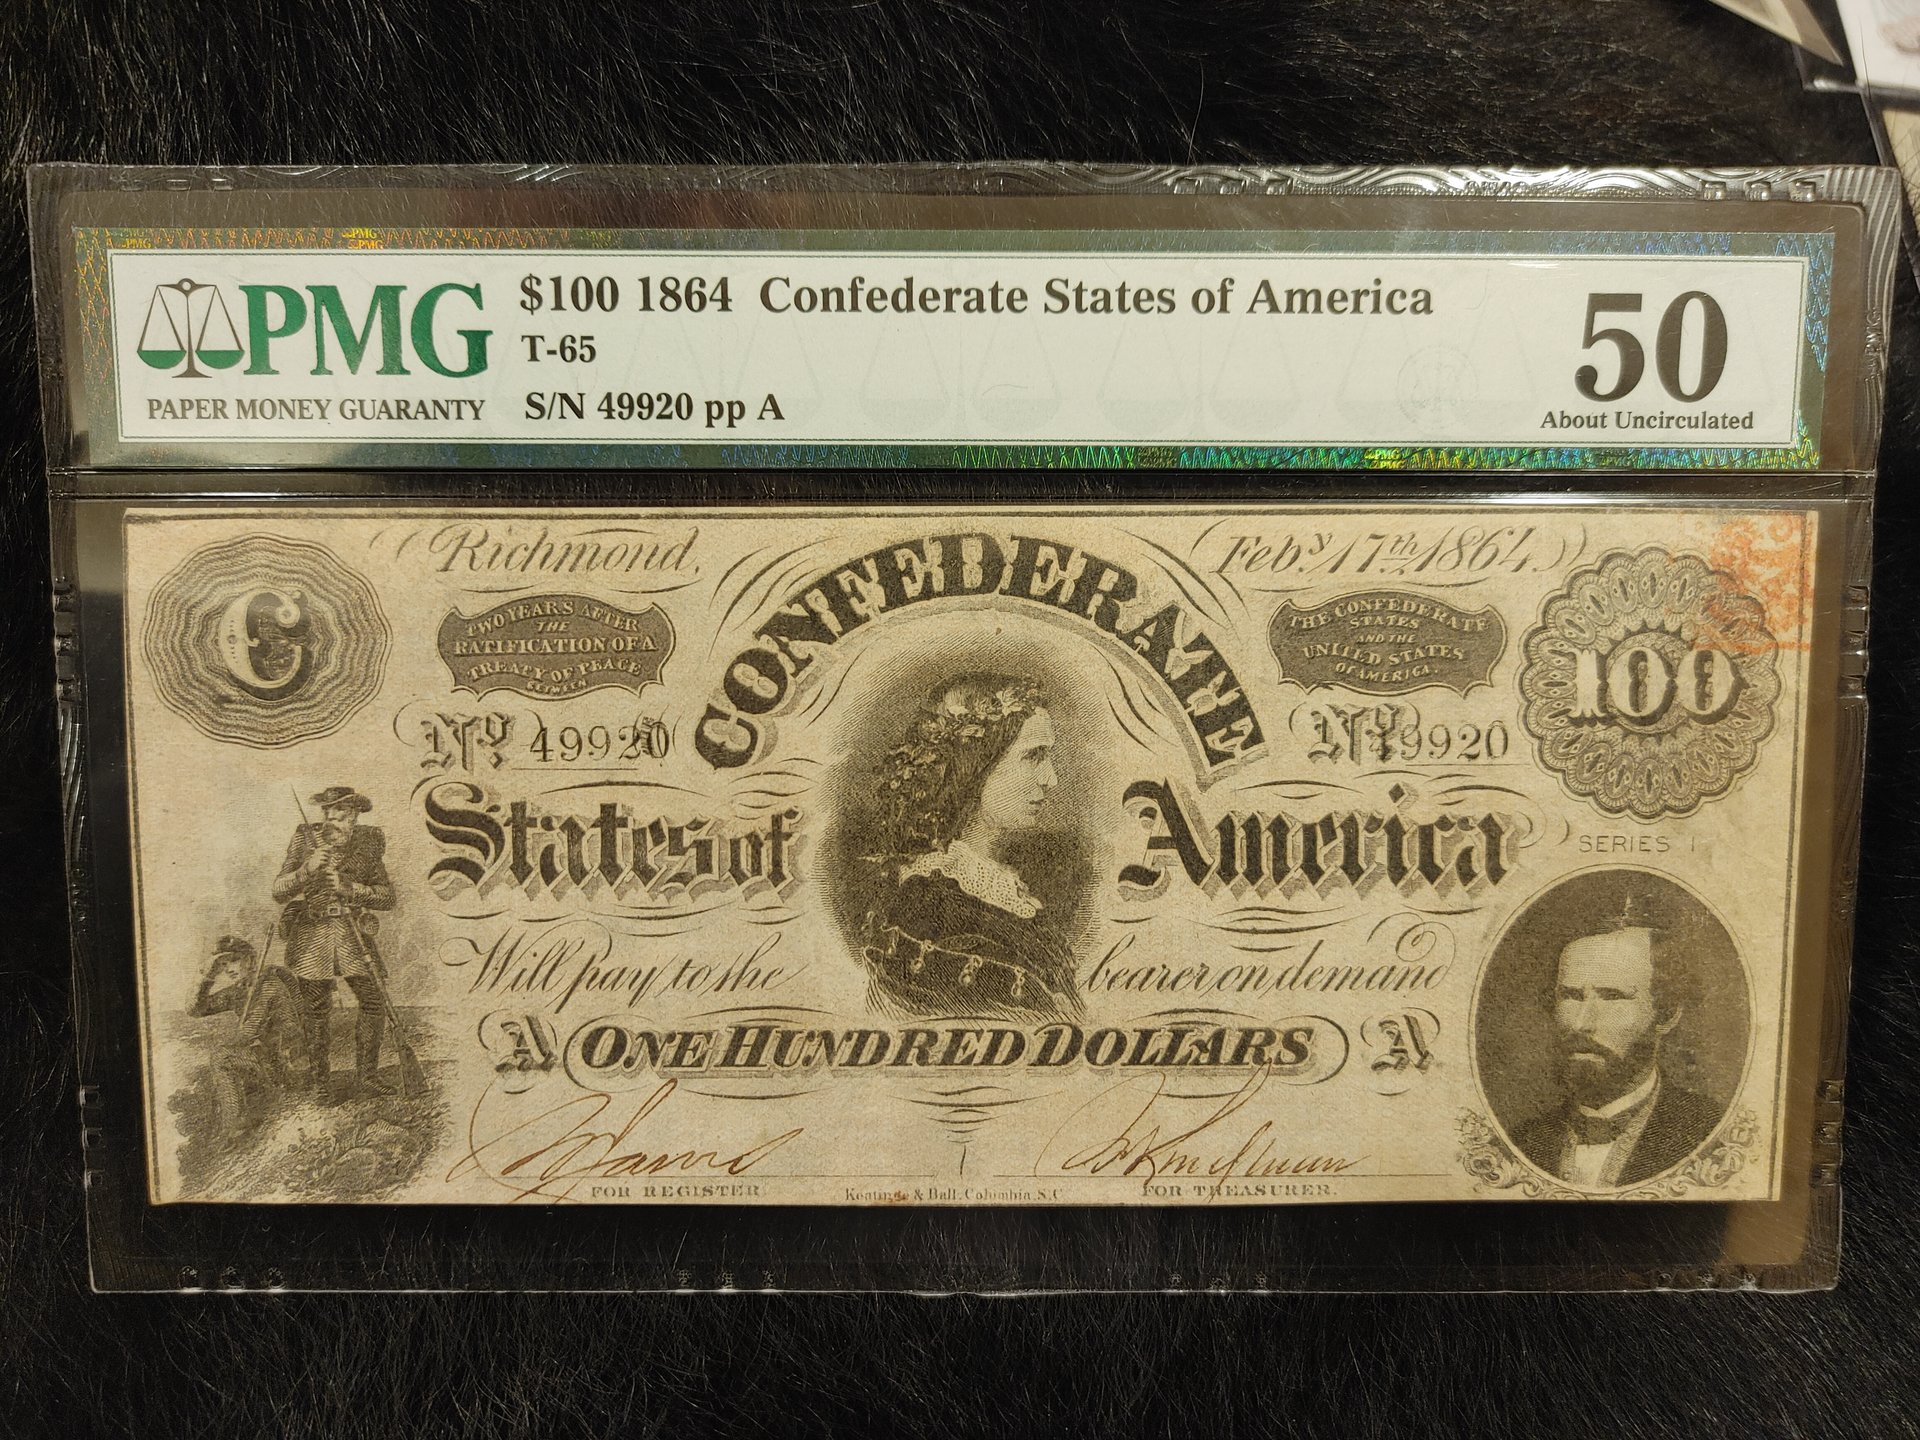 PMG
PAPER MONEY GUARANTY
$100 1864 Confederate States of America
T-65
S/N 49920 pp A
50
About Uncirculated
C
Richmond.
Feb.y 17th 1864.
TWO YEARS AFTER
THE
RATIFICATION OF A
TREATY OF PEACE
BETWEEN
THE CONFEDERATE
STATES
AND THE
UNITED STATES
OF AMERICA.
100
No. 49920
No 49920
CONFEDERATE
States of America
SERIES 1
Will pay to the bearer on demand
A ONE HUNDRED DOLLARS A
FOR REGISTER
Keatinge & Ball, Columbia, S.C.
FOR TREASURER.